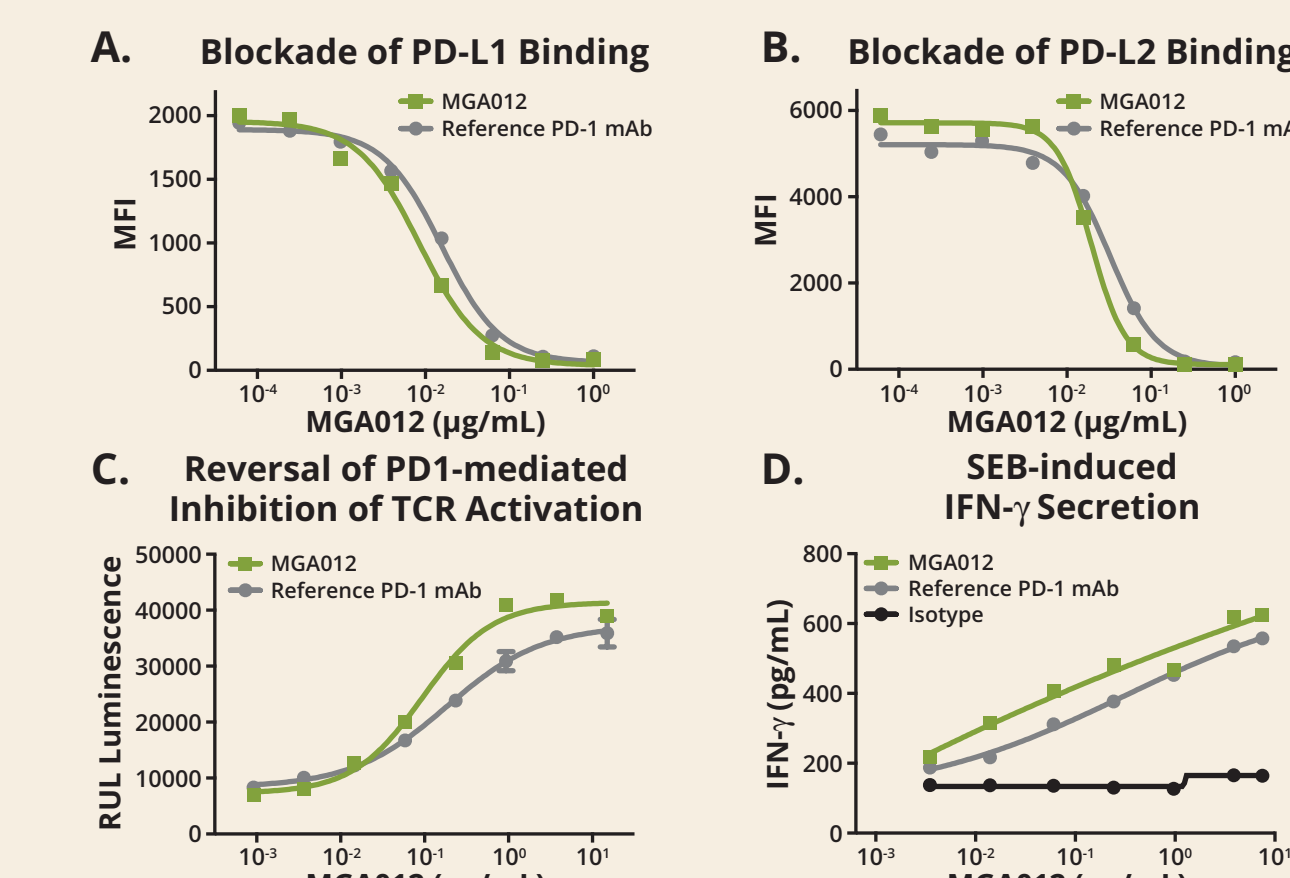 A. Blockade of PD-L1 Binding
MGA012
Reference PD-1 mAb
MFI
2000
1500
1000
500
0
10-4 10-3 10-2 10-1 100
MGA012 (µg/mL)
B. Blockade of PD-L2 Binding
MGA012
Reference PD-1
MFI
6000
4000
2000
0
10-4 10-3 10-2 10-1 100
MGA012 (µg/mL)
C. Reversal of PD1-mediated
Inhibition of TCR Activation
MGA012
Reference PD-1 mAb
RUL Luminescence
50000
40000
30000
20000
10000
0
10-3 10-2 10-1 100 101
D. SEB-induced
IFN-γ Secretion
MGA012
Reference PD-1 mAb
Isotype
IFN-γ (pg/mL)
800
600
400
200
0
10-3 10-2 10-1 100 101